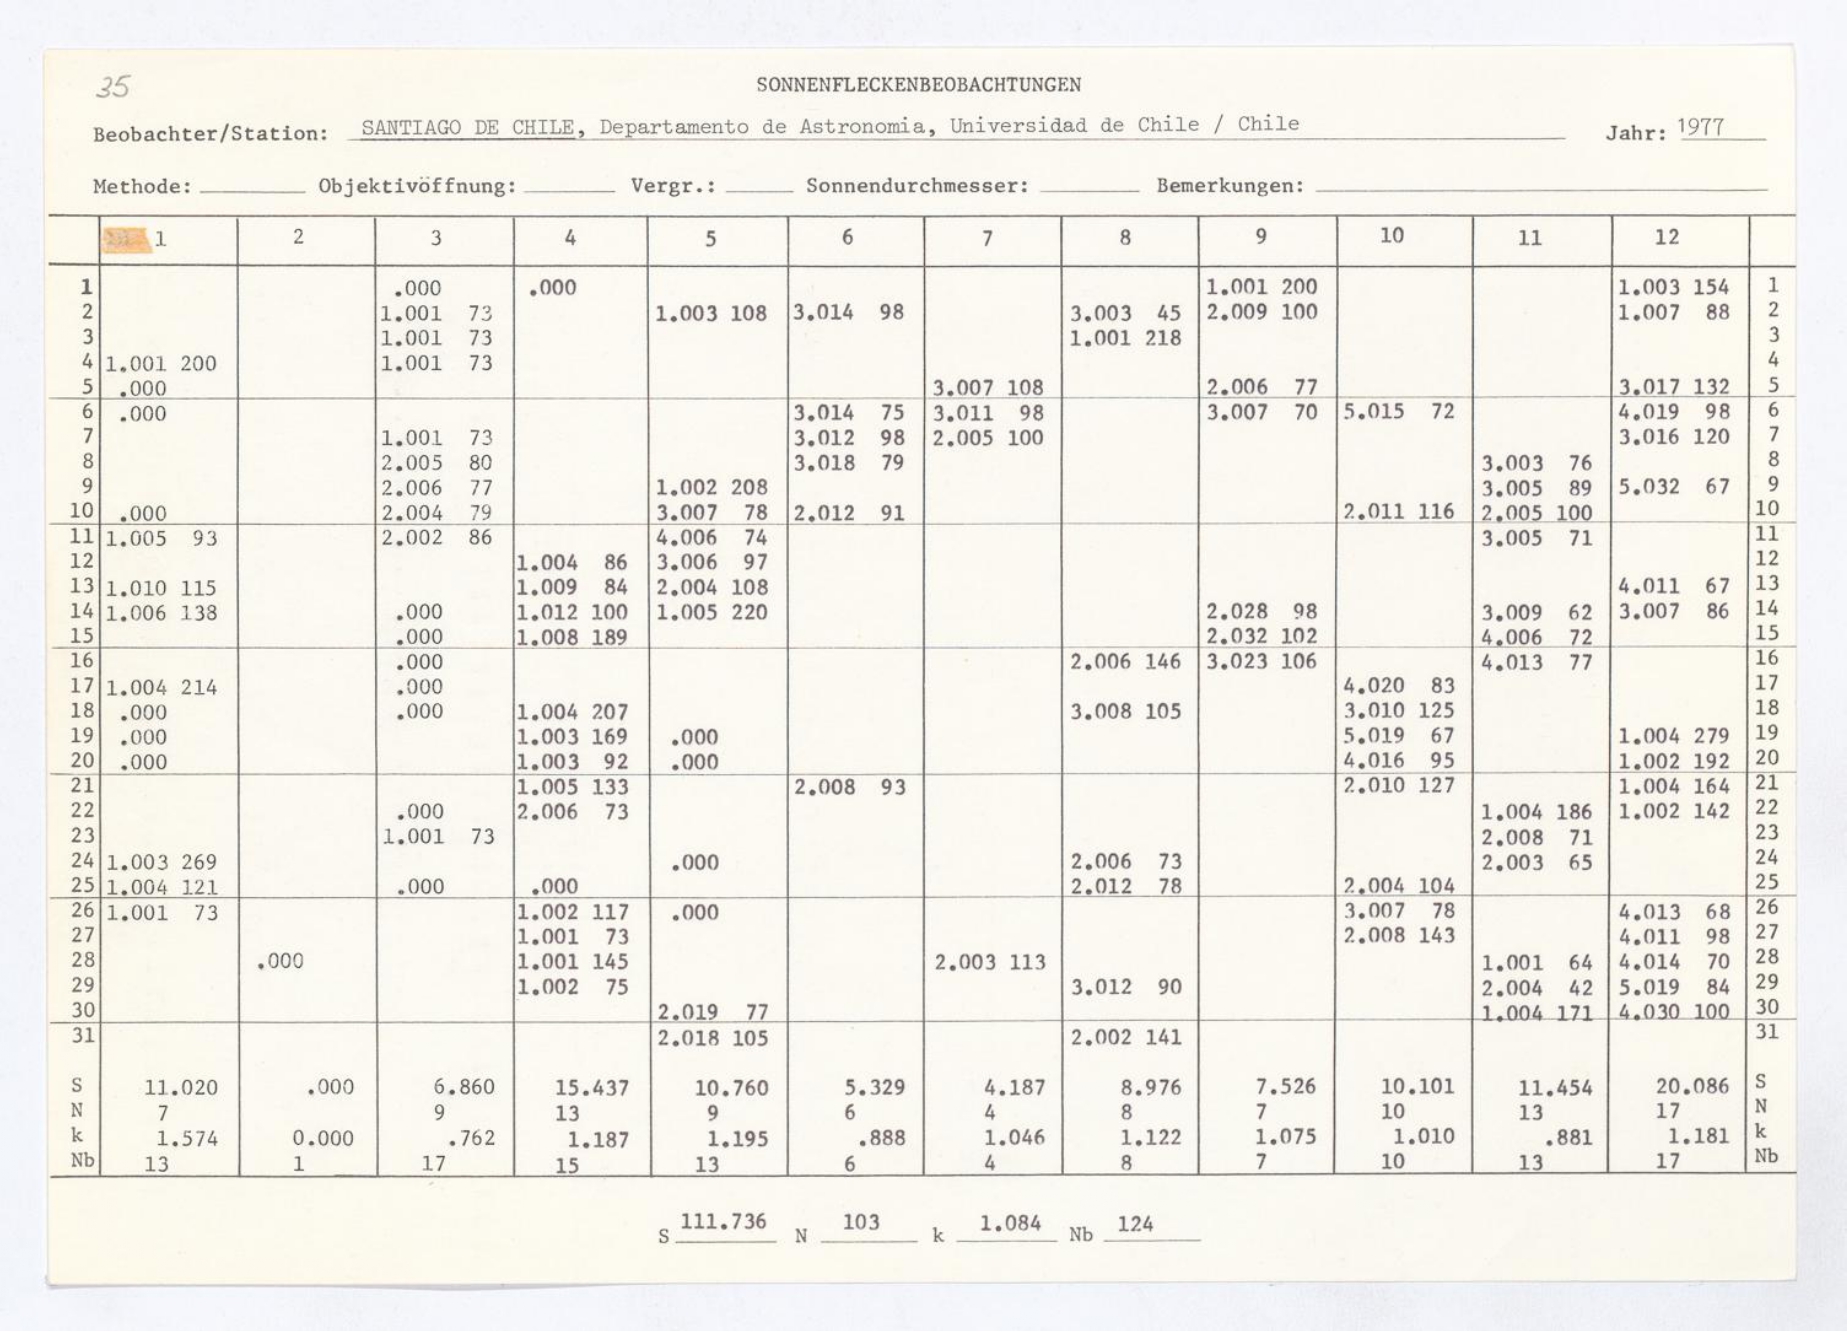 35
SONNENFLECKENBEOBACHTUNGEN
Beobachter/Station: SANTIAGO DE CHILE, Departamento de Astronomia, Universidad de Chile / Chile Jahr: 1977
Methode: Objektivöffnung: Vergr.: Sonnendurchmesser: Bemerkungen:
1 2 3 4 5 6 7 8 9 10 11 12
1 .000 .000 1.001 200 1.003 154 1
2 1.001 73 1.003 108 3.014 98 3.003 45 2.009 100 1.007 88 2
3 1.001 73 1.001 218 3
4 1.001 200 1.001 73 4
5 .000 3.007 108 2.006 77 3.017 132 5
6 .000 3.014 75 3.011 98 3.007 70 5.015 72 4.019 98 6
7 1.001 73 3.012 98 2.005 100 3.016 120 7
8 2.005 80 3.018 79 3.003 76 8
9 2.006 77 1.002 208 3.005 89 5.032 67 9
10 .000 2.004 79 3.007 78 2.012 91 2.011 116 2.005 100 10
11 1.005 93 2.002 86 4.006 74 3.005 71 11
12 1.004 86 3.006 97 12
13 1.010 115 1.009 84 2.004 108 4.011 67 13
14 1.006 138 .000 1.012 100 1.005 220 2.028 98 3.009 62 3.007 86 14
15 .000 1.008 189 2.032 102 4.006 72 15
16 .000 2.006 146 3.023 106 4.013 77 16
17 1.004 214 .000 4.020 83 17
18 .000 .000 1.004 207 3.008 105 3.010 125 18
19 .000 1.003 169 .000 5.019 67 1.004 279 19
20 .000 1.003 92 .000 4.016 95 1.002 192 20
21 1.005 133 2.008 93 2.010 127 1.004 164 21
22 .000 2.006 73 1.004 186 1.002 142 22
23 1.001 73 2.008 71 23
24 1.003 269 .000 2.006 73 2.003 65 24
25 1.004 121 .000 .000 2.012 78 2.004 104 25
26 1.001 73 1.002 117 .000 3.007 78 4.013 68 26
27 1.001 73 2.008 143 4.011 98 27
28 .000 1.001 145 2.003 113 1.001 64 4.014 70 28
29 1.002 75 3.012 90 2.004 42 5.019 84 29
30 2.019 77 1.004 171 4.030 100 30
31 2.018 105 2.002 141 31
S 11.020 .000 6.860 15.437 10.760 5.329 4.187 8.976 7.526 10.101 11.454 20.086 S
N 7 9 13 9 6 4 8 7 10 13 17 N
k 1.574 0.000 .762 1.187 1.195 .888 1.046 1.122 1.075 1.010 .881 1.181 k
Nb 13 1 17 15 13 6 4 8 7 10 13 17 Nb
S 111.736 N 103 k 1.084 Nb 124